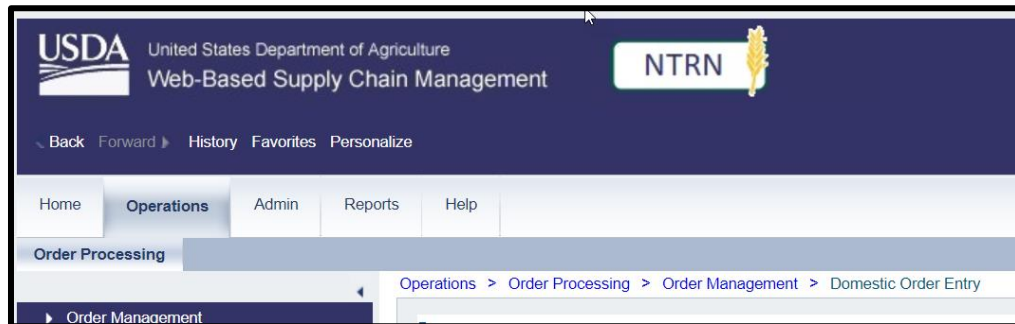 USDA United States Department of Agriculture
Web-Based Supply Chain Management
NTRN
Back Forward History Favorites Personalize
Home Operations Admin Reports Help
Order Processing
Operations > Order Processing > Order Management > Domestic Order Entry
Order Management